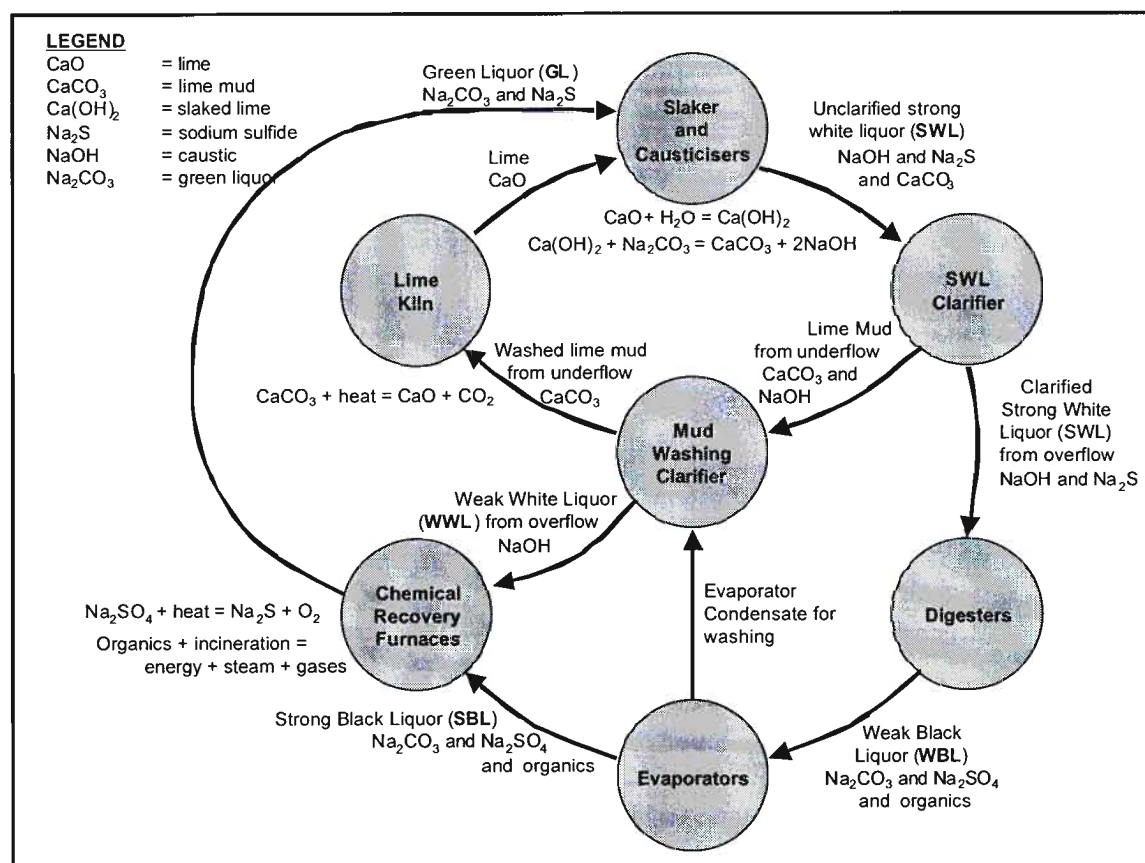 LEGEND
CaO = lime
CaCO₃ = lime mud
Ca(OH)₂ = slaked lime
Na₂S = sodium sulfide
NaOH = caustic
Na₂CO₃ = green liquor
Green Liquor (GL)
Na₂CO₃ and Na₂S
Lime
CaO
Slaker
and
Causticisers
Unclarified strong
white liquor (SWL)
NaOH and Na₂S
and CaCO₃
CaO + H₂O = Ca(OH)₂
Ca(OH)₂ + Na₂CO₃ = CaCO₃ + 2NaOH
Lime
Kiln
SWL
Clarifier
Washed lime mud
from underflow
CaCO₃
CaCO₃ + heat = CaO + CO₂
Lime Mud
from underflow
CaCO₃ and
NaOH
Clarified
Strong White
Liquor (SWL)
from overflow
NaOH and Na₂S
Mud
Washing
Clarifier
Weak White Liquor
(WWL) from overflow
NaOH
Chemical
Recovery
Furnaces
Na₂SO₄ + heat = Na₂S + O₂
Organics + incineration =
energy + steam + gases
Evaporator
Condensate for
washing
Digesters
Strong Black Liquor (SBL)
Na₂CO₃ and Na₂SO₄
and organics
Evaporators
Weak Black
Liquor (WBL)
Na₂CO₃ and Na₂SO₄
and organics